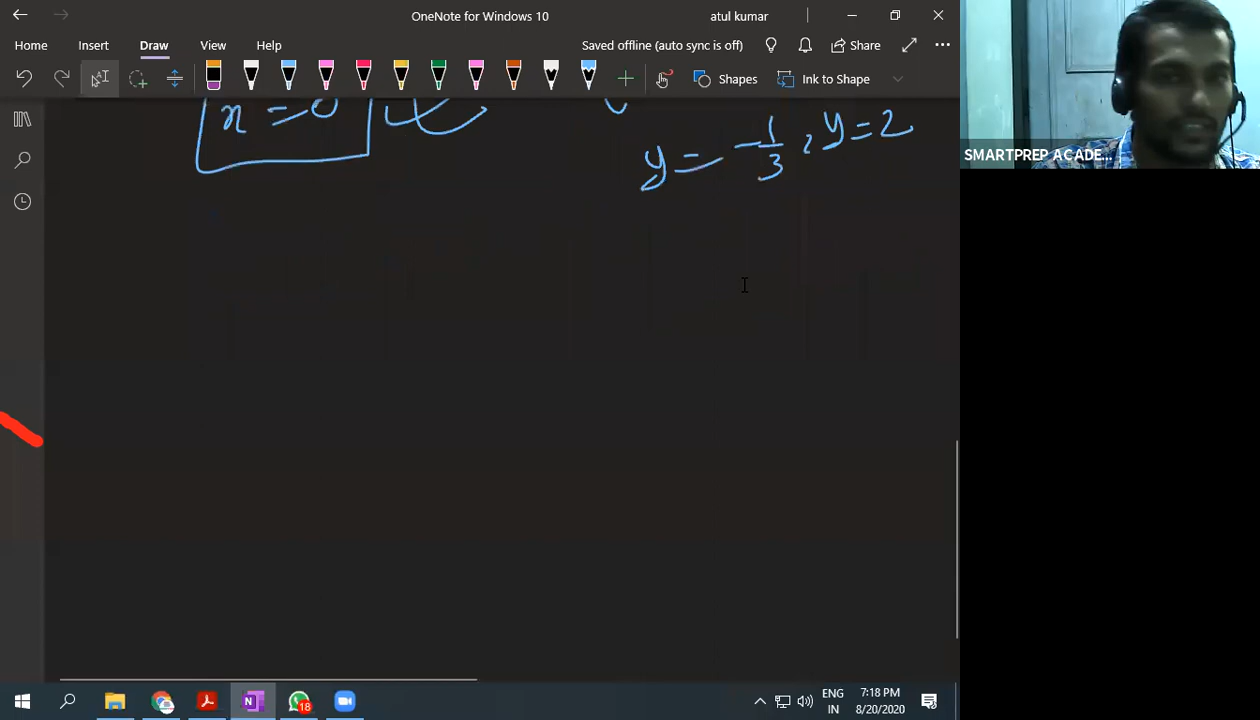 OneNote for Windows 10
atul kumar
Home Insert Draw View Help
Saved offline (auto sync is off)
Share
Shapes
Ink to Shape
x = 0
y = -1/3 , y = 2
SMARTPREP ACADE...
18
ENG
IN
7:18 PM
8/20/2020